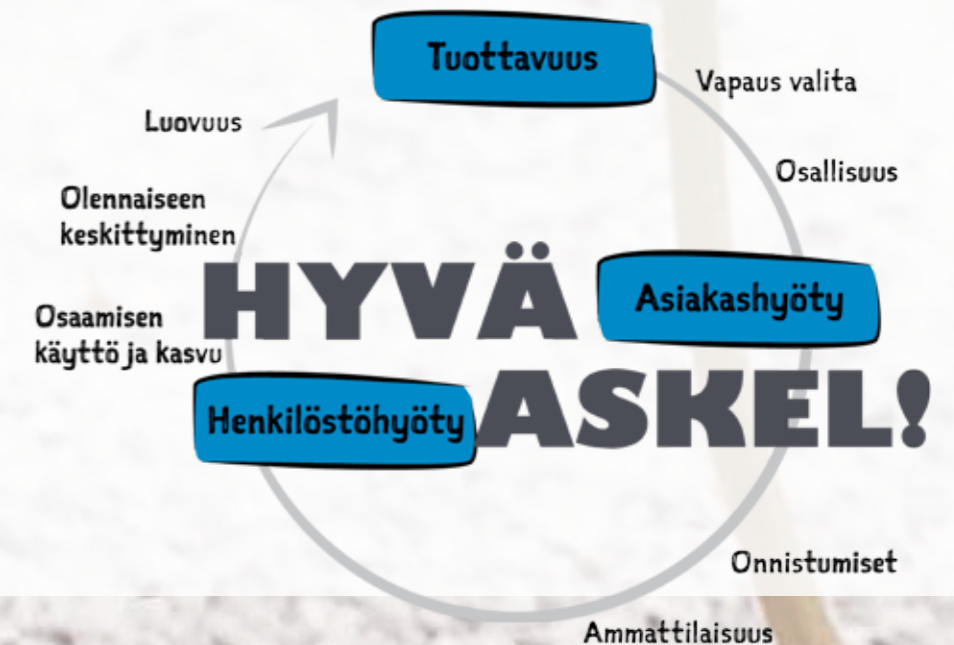 Tuottavuus
Vapaus valita
Luovuus
Osallisuus
Olennaiseen
keskittyminen
HYVÄ
Asiakashyöty
Osaamisen
käyttö ja kasvu
Henkilöstöhyöty
ASKEL!
Onnistumiset
Ammattilaisuus